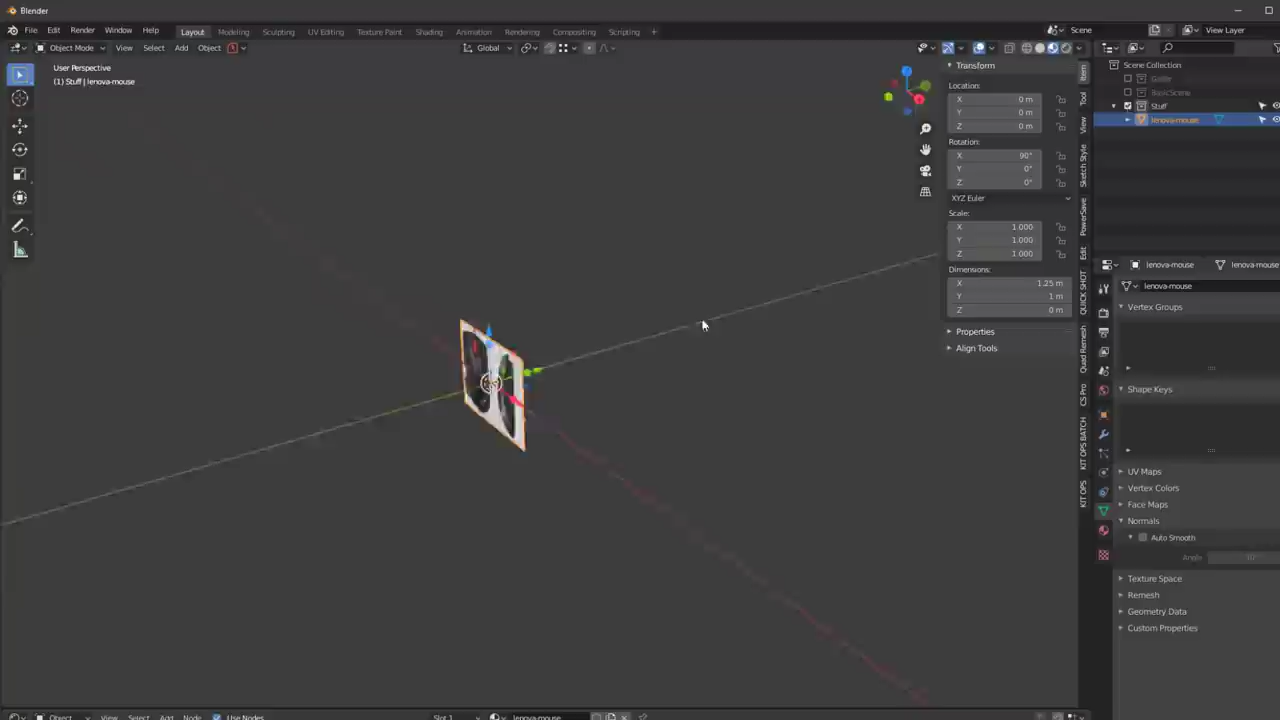 Blender
File Edit Render Window Help Layout Modeling Sculpting UV Editing Texture Paint Shading Animation Rendering Compositing Scripting + Scene View Layer
Object Mode View Select Add Object Global
User Perspective
(1) Stuff | lenova-mouse
Transform
Location:
X 0 m
Y 0 m
Z 0 m
Rotation:
X 90°
Y 0°
Z 0°
XYZ Euler
Scale:
X 1.000
Y 1.000
Z 1.000
Dimensions:
X 1.25 m
Y 1 m
Z 0 m
Properties
Align Tools
Item
Tool
View
Sketch Style
PowerSave
Edit
QUICK SHOT
Quad Remesh
CS Pro
KIT OPS BATCH
KIT OPS
Scene Collection
BasicScene
Stuff
lenova-mouse
lenova-mouse lenova-mouse
lenova-mouse
Vertex Groups
Shape Keys
UV Maps
Vertex Colors
Face Maps
Normals
Auto Smooth
Angle
Texture Space
Remesh
Geometry Data
Custom Properties
Object View Select Add Node Use Nodes Slot 1 lenova-mouse